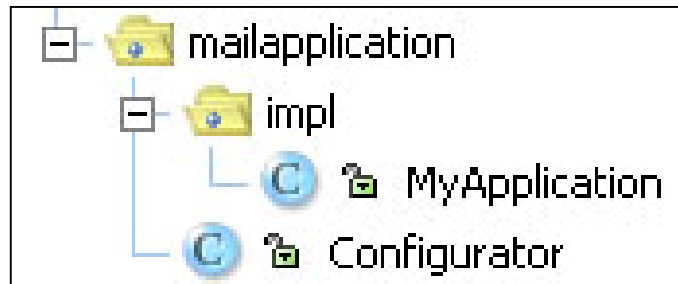 mailapplication
impl
C MyApplication
C Configurator